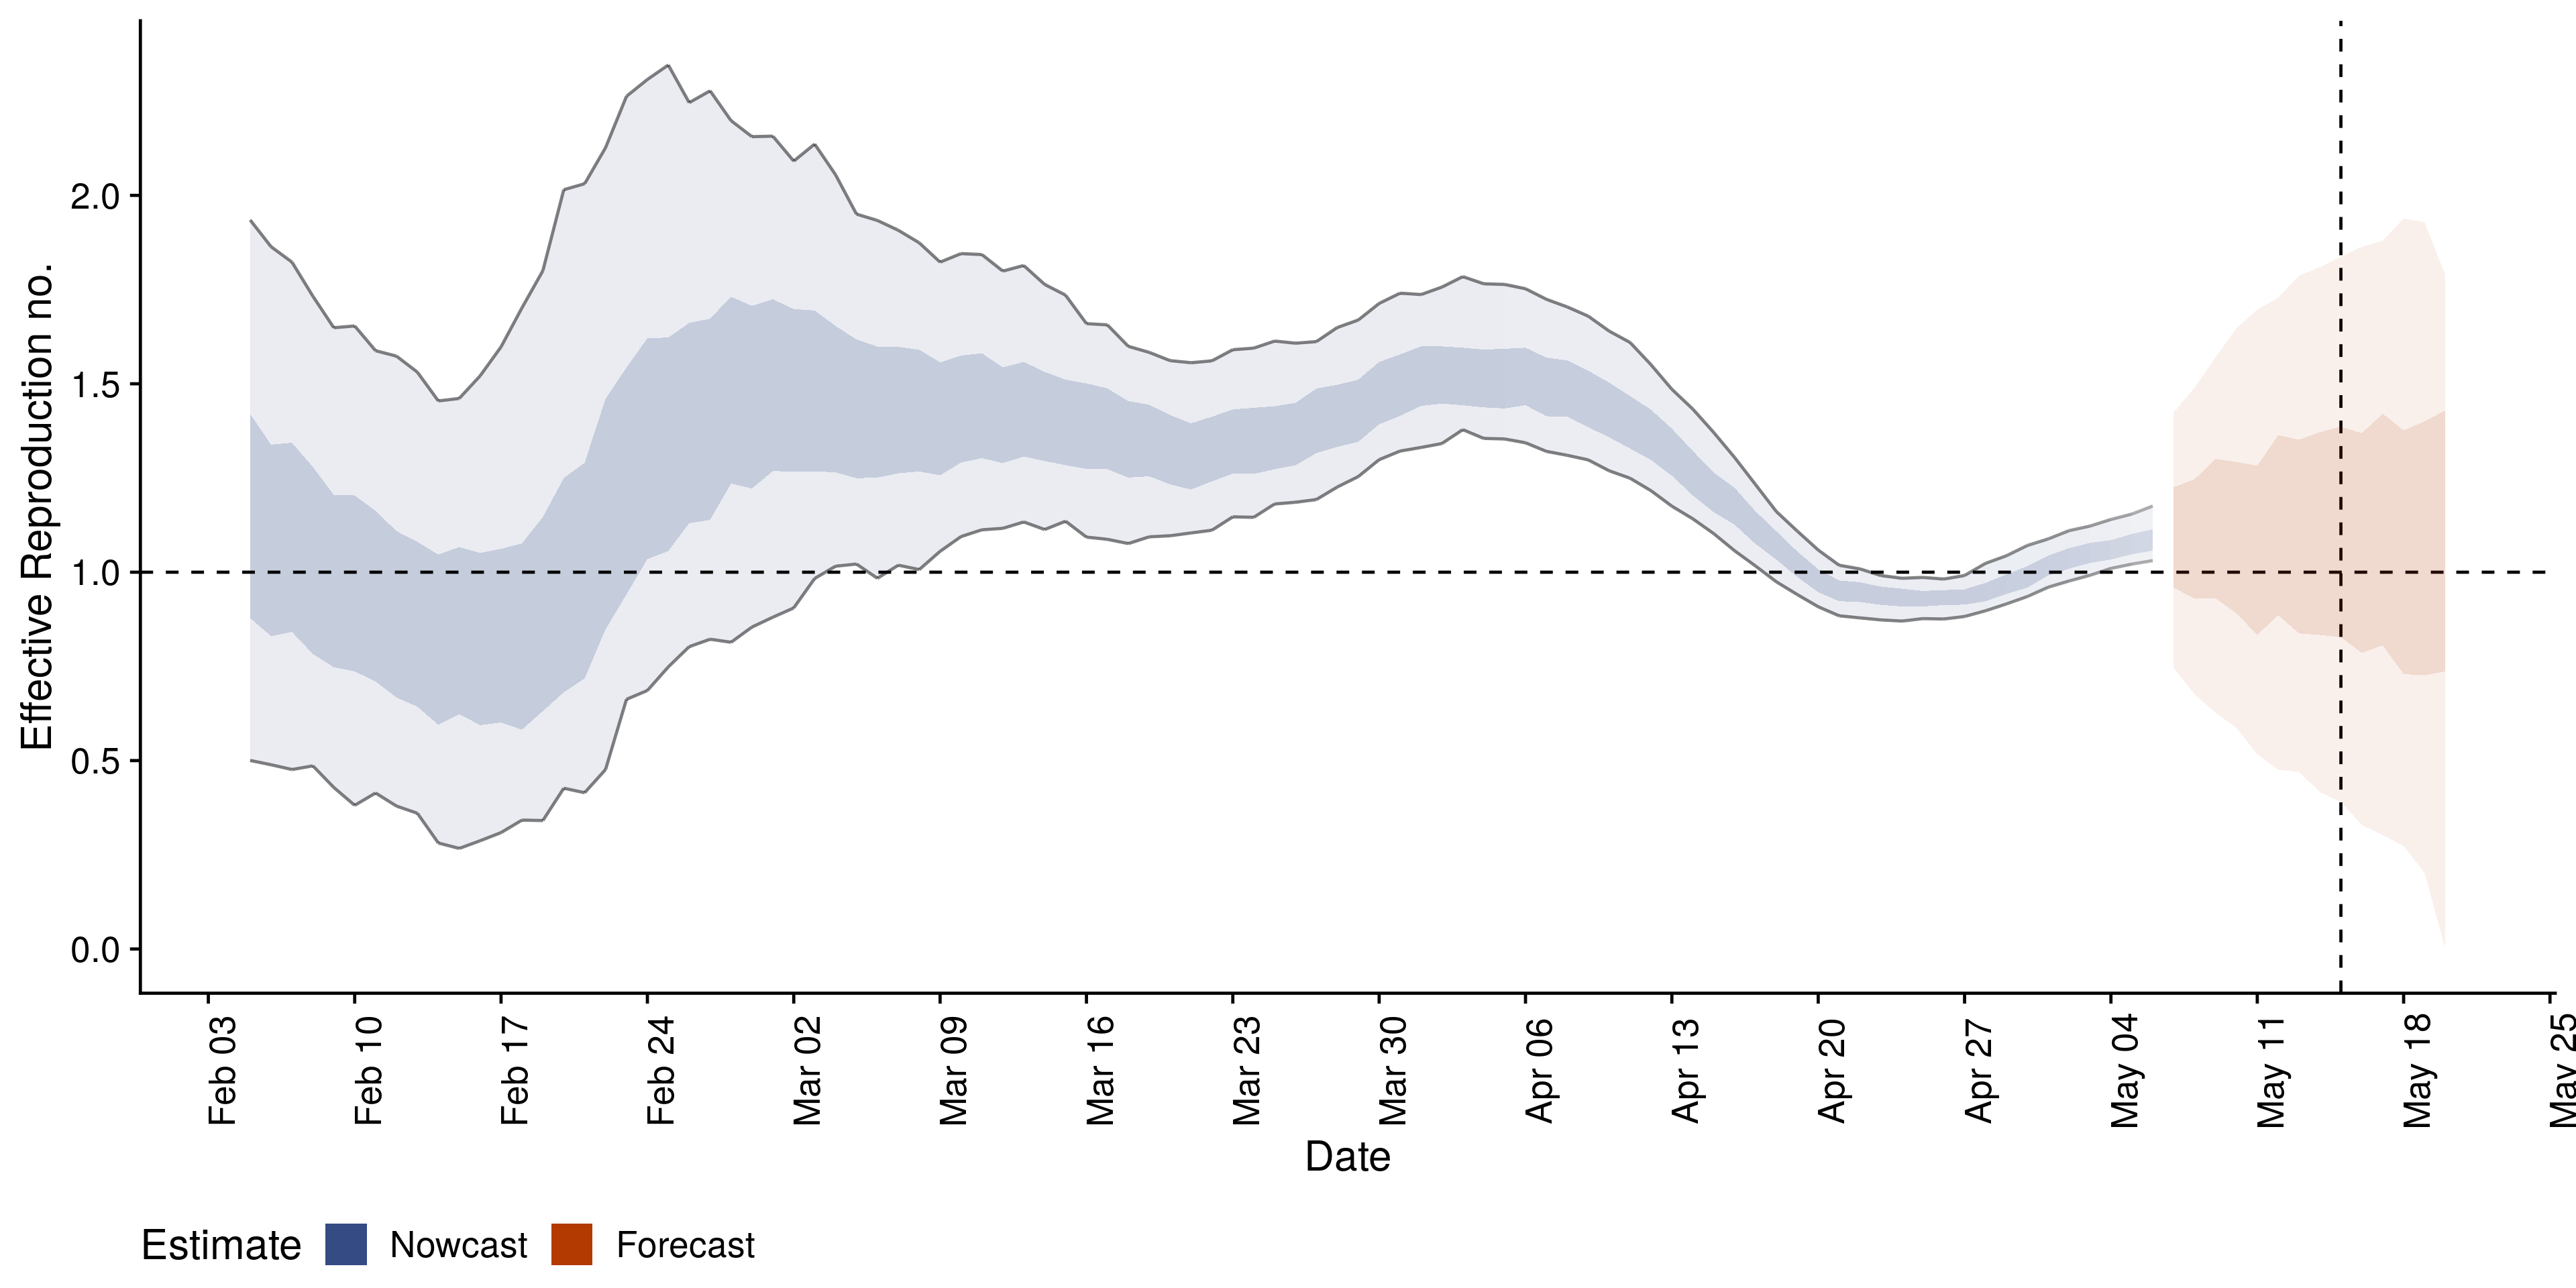 Effective Reproduction no.
2.0
1.5
1.0
0.5
0.0
Feb 03
Feb 10
Feb 17
Feb 24
Mar 02
Mar 09
Mar 16
Mar 23
Mar 30
Apr 06
Apr 13
Apr 20
Apr 27
May 04
May 11
May 18
May 25
Date
Estimate Nowcast Forecast